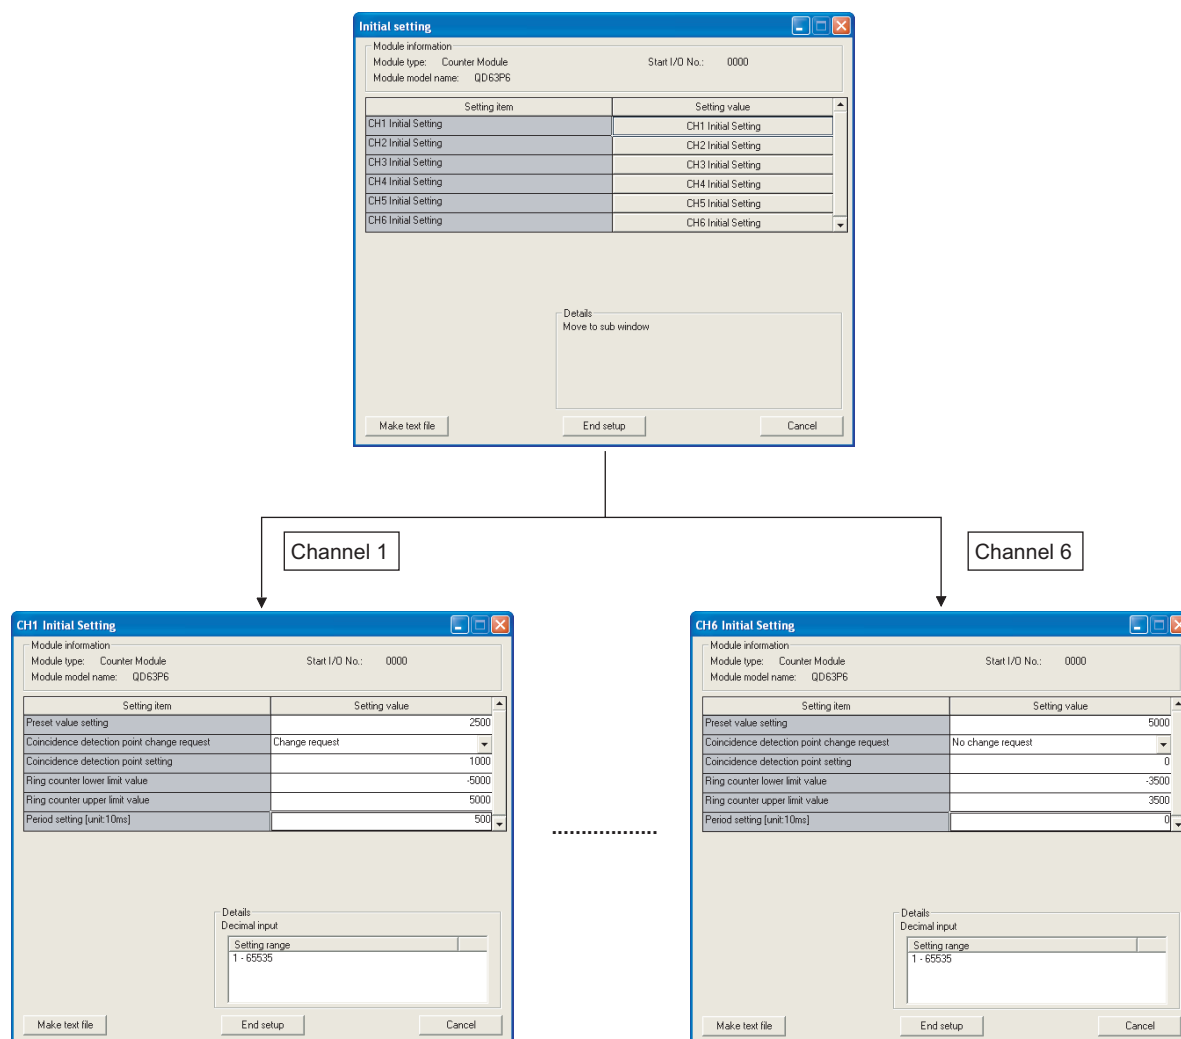 Initial setting
Module information
Module type: Counter Module Start I/O No.: 0000
Module model name: QD63P6
Setting item Setting value
CH1 Initial Setting CH1 Initial Setting
CH2 Initial Setting CH2 Initial Setting
CH3 Initial Setting CH3 Initial Setting
CH4 Initial Setting CH4 Initial Setting
CH5 Initial Setting CH5 Initial Setting
CH6 Initial Setting CH6 Initial Setting
Details
Move to sub window
Make text file End setup Cancel
Channel 1
Channel 6
CH1 Initial Setting
Module information
Module type: Counter Module Start I/O No.: 0000
Module model name: QD63P6
Setting item Setting value
Preset value setting 2500
Coincidence detection point change request Change request
Coincidence detection point setting 1000
Ring counter lower limit value -5000
Ring counter upper limit value 5000
Period setting [unit:10ms] 500
Details
Decimal input
Setting range
1 - 65535
Make text file End setup Cancel
CH6 Initial Setting
Module information
Module type: Counter Module Start I/O No.: 0000
Module model name: QD63P6
Setting item Setting value
Preset value setting 5000
Coincidence detection point change request No change request
Coincidence detection point setting 0
Ring counter lower limit value -3500
Ring counter upper limit value 3500
Period setting [unit:10ms] 0
Details
Decimal input
Setting range
1 - 65535
Make text file End setup Cancel